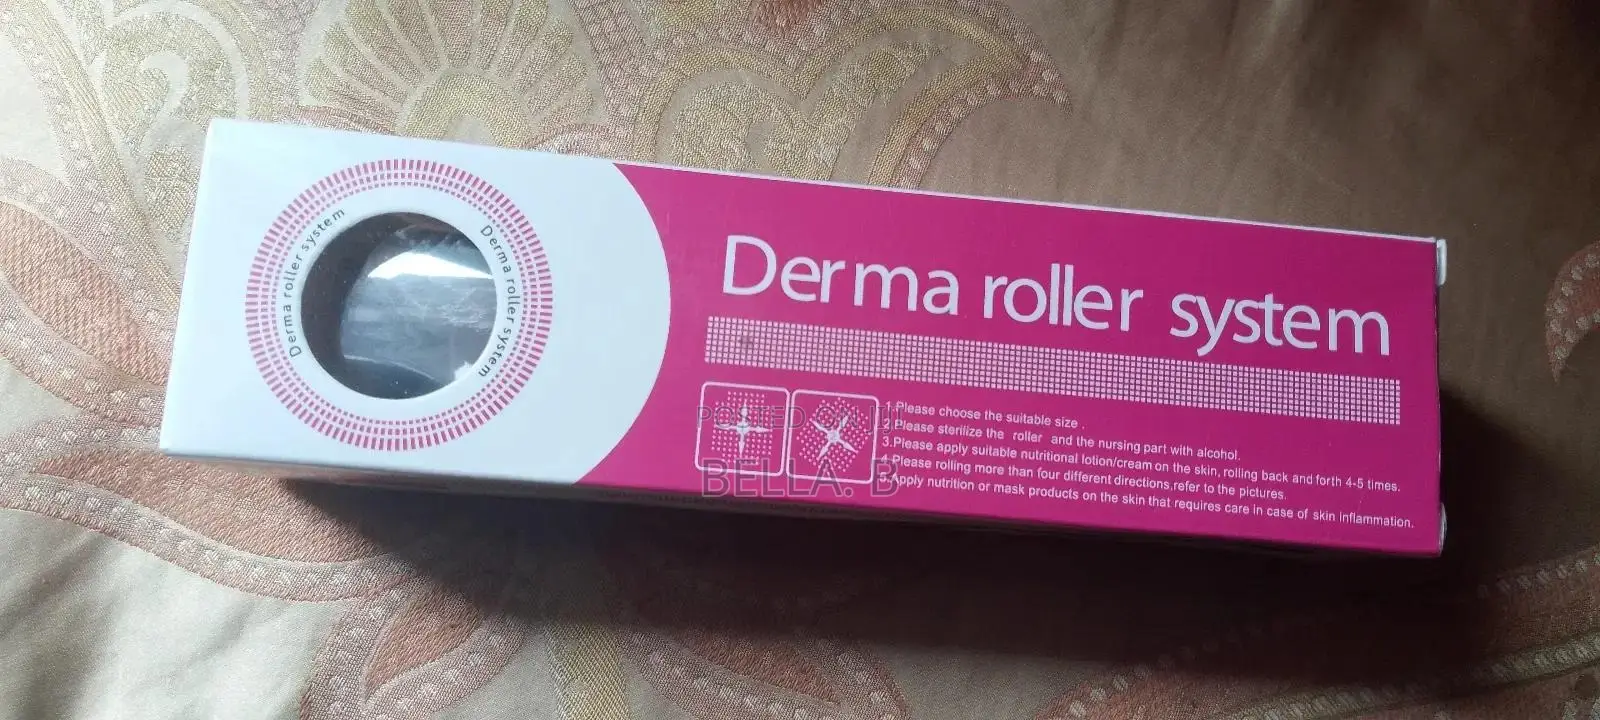 Derma roller system
Derma roller system
Derma roller system
1.Please choose the suitable size .
2.Please sterilize the roller and the nursing part with alcohol.
3.Please apply suitable nutritional lotion/cream on the skin, rolling back and forth 4-5 times.
4.Please rolling more than four different directions,refer to the pictures.
5.Apply nutrition or mask products on the skin that requires care in case of skin inflammation.
POSTED ON JIJI
BELLA. B